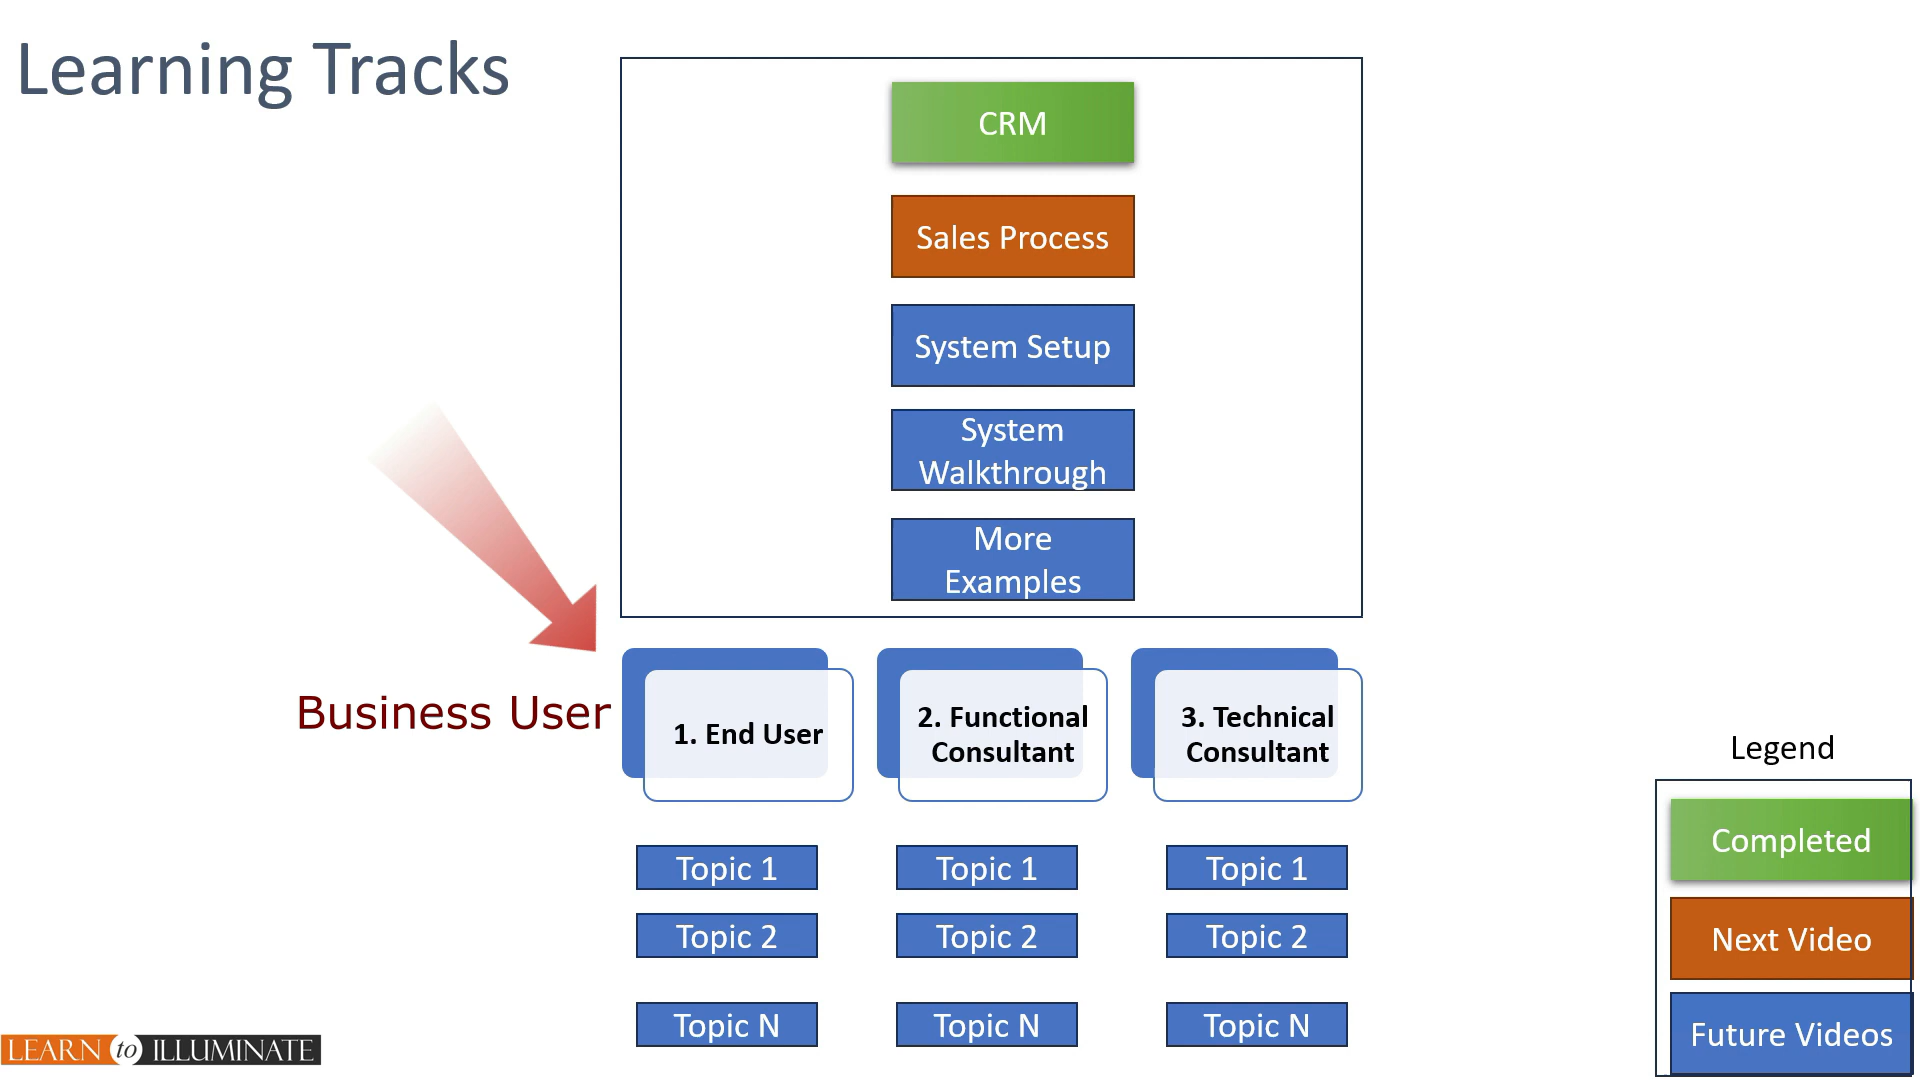 Learning Tracks
CRM
Sales Process
System Setup
System
Walkthrough
More
Examples
Business User
1. End User
2. Functional
Consultant
3. Technical
Consultant
Topic 1
Topic 1
Topic 1
Topic 2
Topic 2
Topic 2
Topic N
Topic N
Topic N
Legend
Completed
Next Video
Future Videos
LEARN to ILLUMINATE